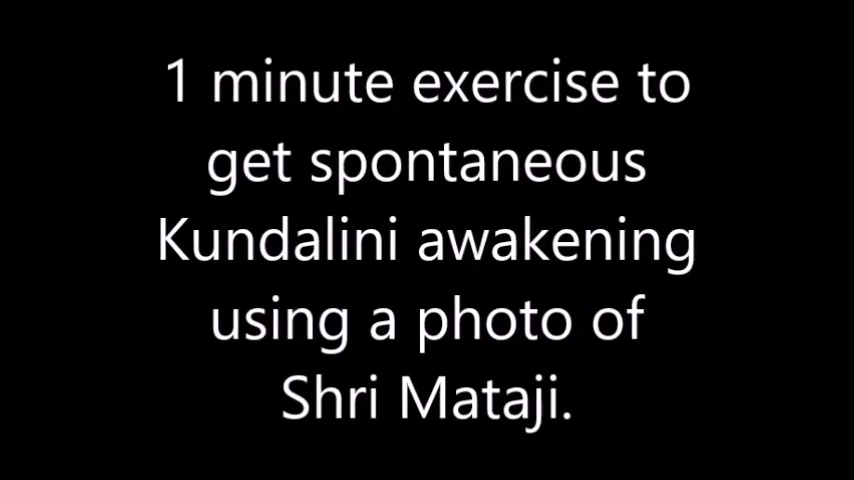 1 minute exercise to
get spontaneous
Kundalini awakening
using a photo of
Shri Mataji.